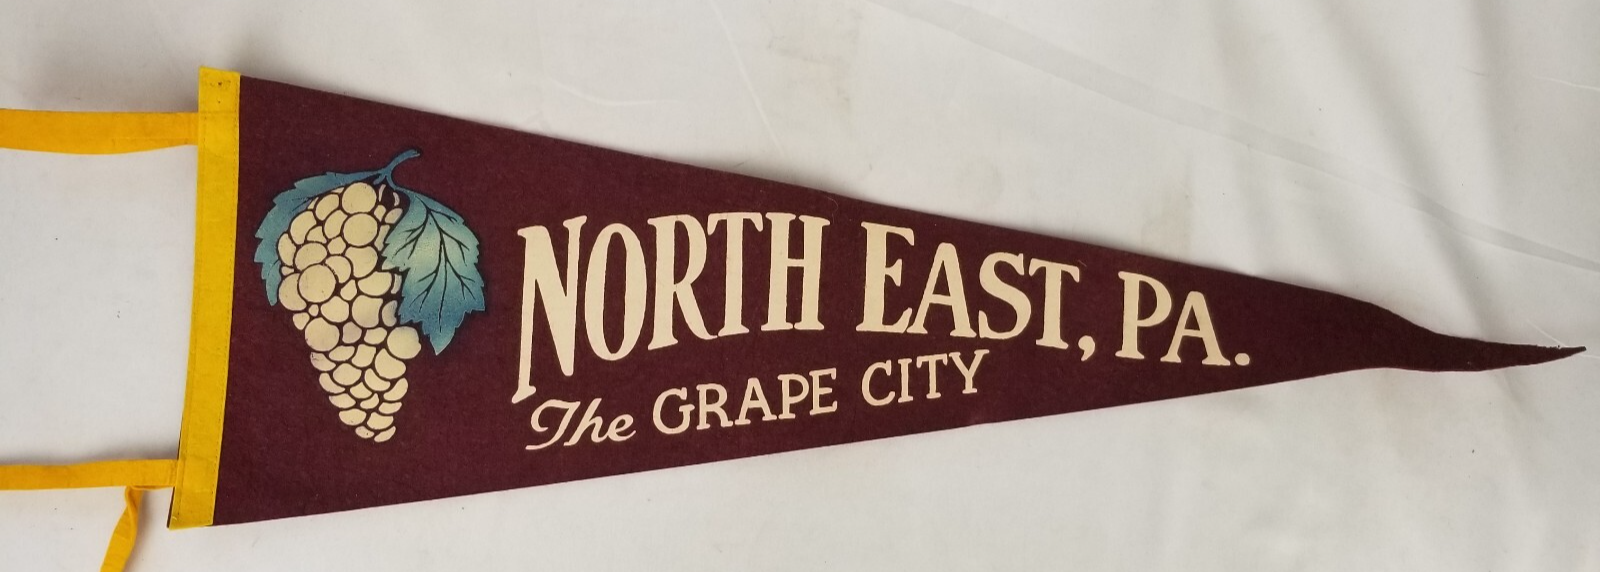 NORTH EAST, PA.
The GRAPE CITY